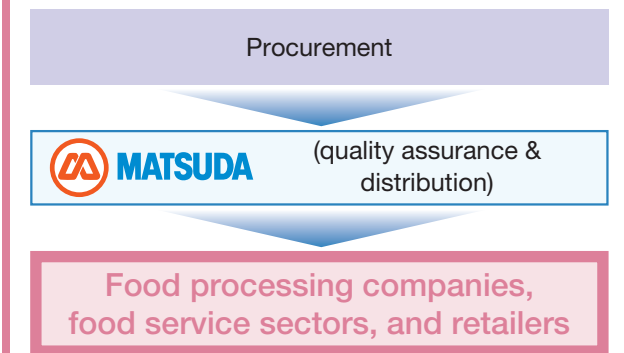 Procurement
MATSUDA
(quality assurance &
distribution)
Food processing companies,
food service sectors, and retailers